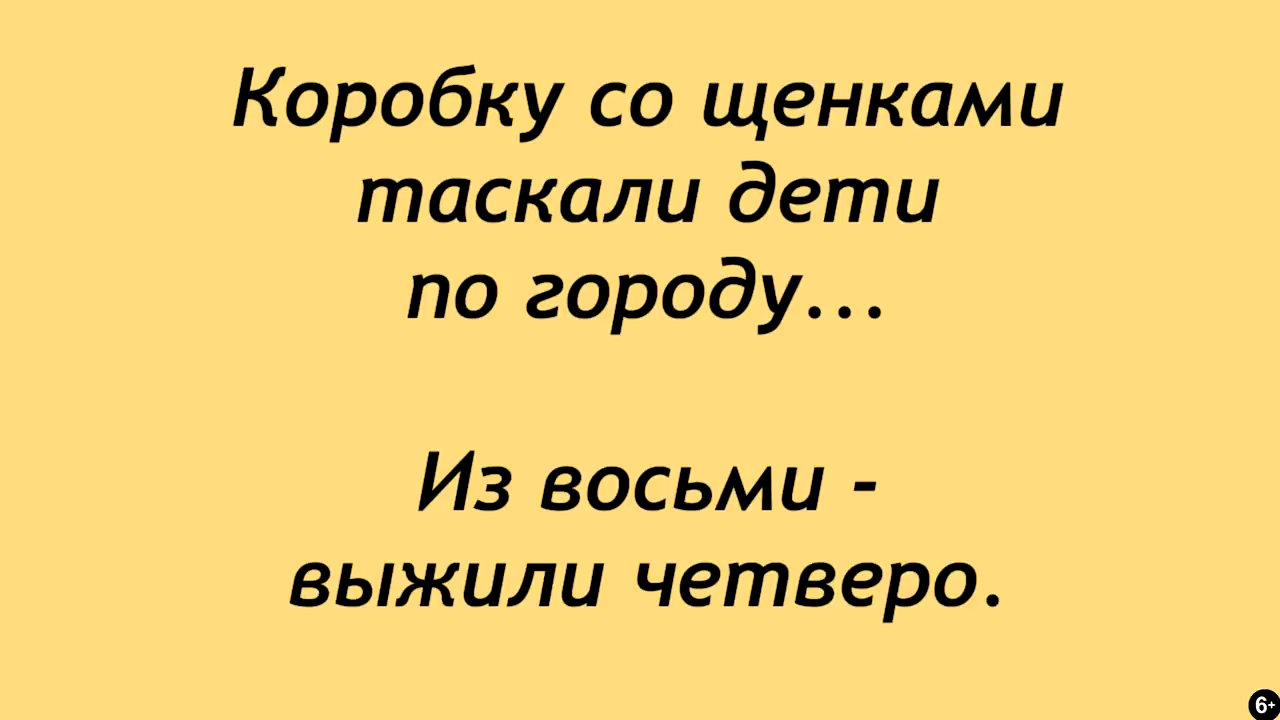 Коробку со щенками
таскали дети
по городу...
Из восьми -
выжили четверо.
6+